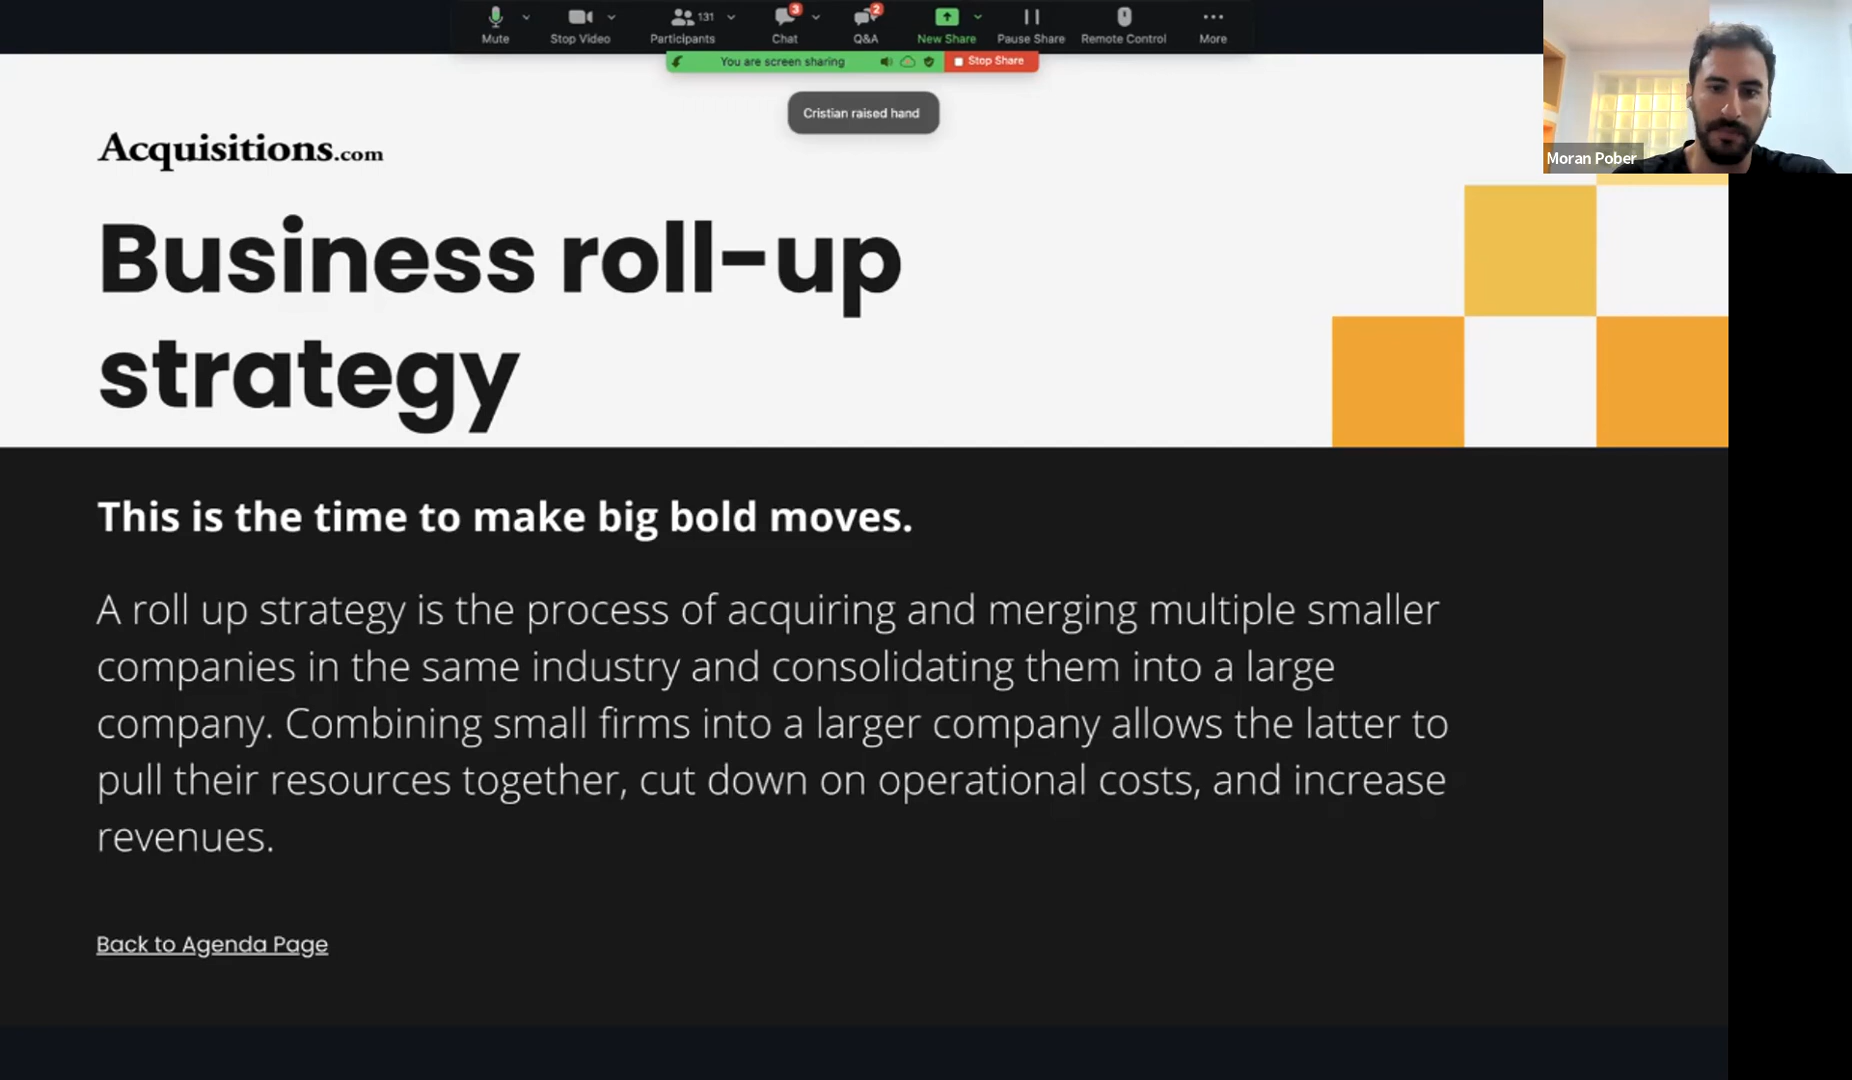 Mute
Stop Video
Participants
131
Chat
3
Q&A
2
New Share
Pause Share
Remote Control
More
You are screen sharing
Stop Share
Cristian raised hand
Moran Pober
Acquisitions.com
Business roll-up
strategy
This is the time to make big bold moves.
A roll up strategy is the process of acquiring and merging multiple smaller
companies in the same industry and consolidating them into a large
company. Combining small firms into a larger company allows the latter to
pull their resources together, cut down on operational costs, and increase
revenues.
Back to Agenda Page